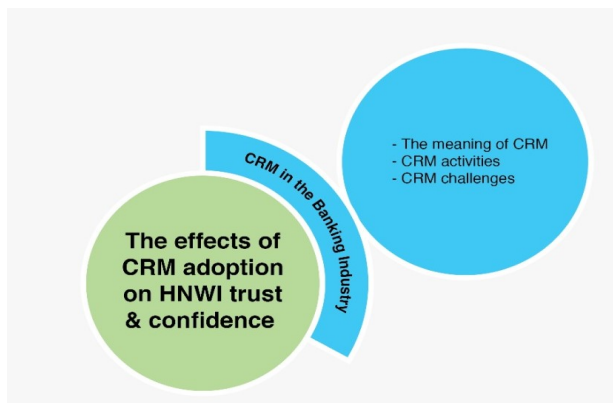 The effects of
CRM adoption
on HNWI trust
& confidence
CRM in the Banking Industry
- The meaning of CRM
- CRM activities
- CRM challenges